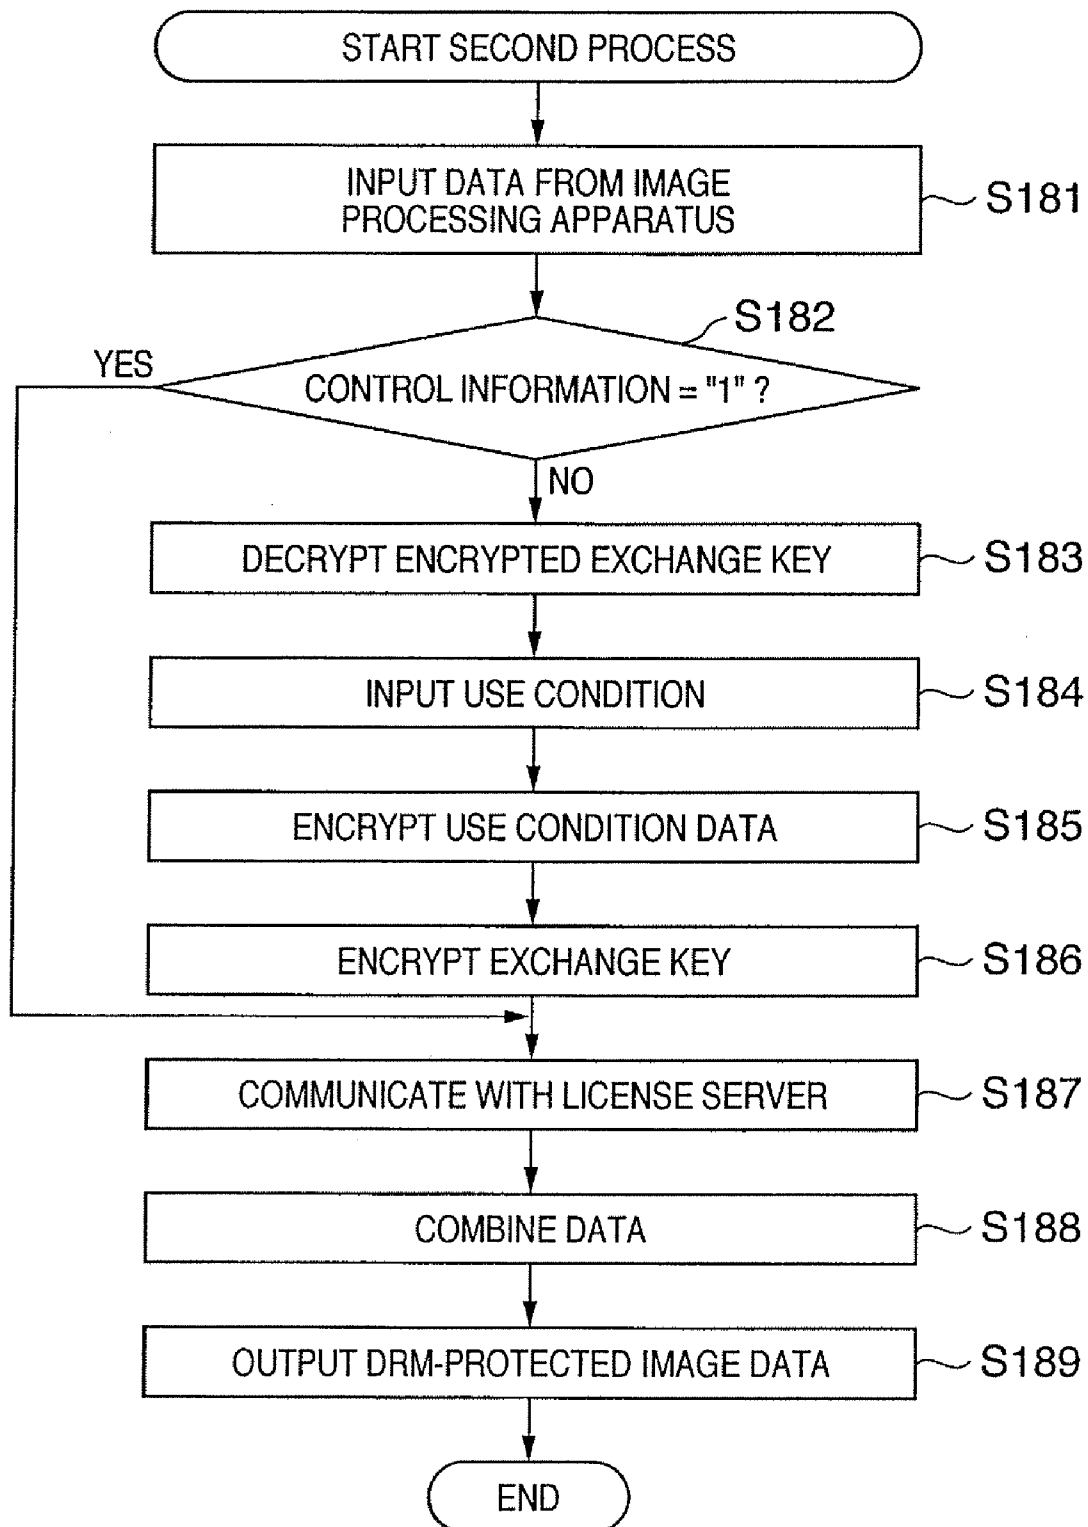 START SECOND PROCESS
INPUT DATA FROM IMAGE
PROCESSING APPARATUS
S181
S182
YES
CONTROL INFORMATION = "1" ?
NO
DECRYPT ENCRYPTED EXCHANGE KEY
S183
INPUT USE CONDITION
S184
ENCRYPT USE CONDITION DATA
S185
ENCRYPT EXCHANGE KEY
S186
COMMUNICATE WITH LICENSE SERVER
S187
COMBINE DATA
S188
OUTPUT DRM-PROTECTED IMAGE DATA
S189
END